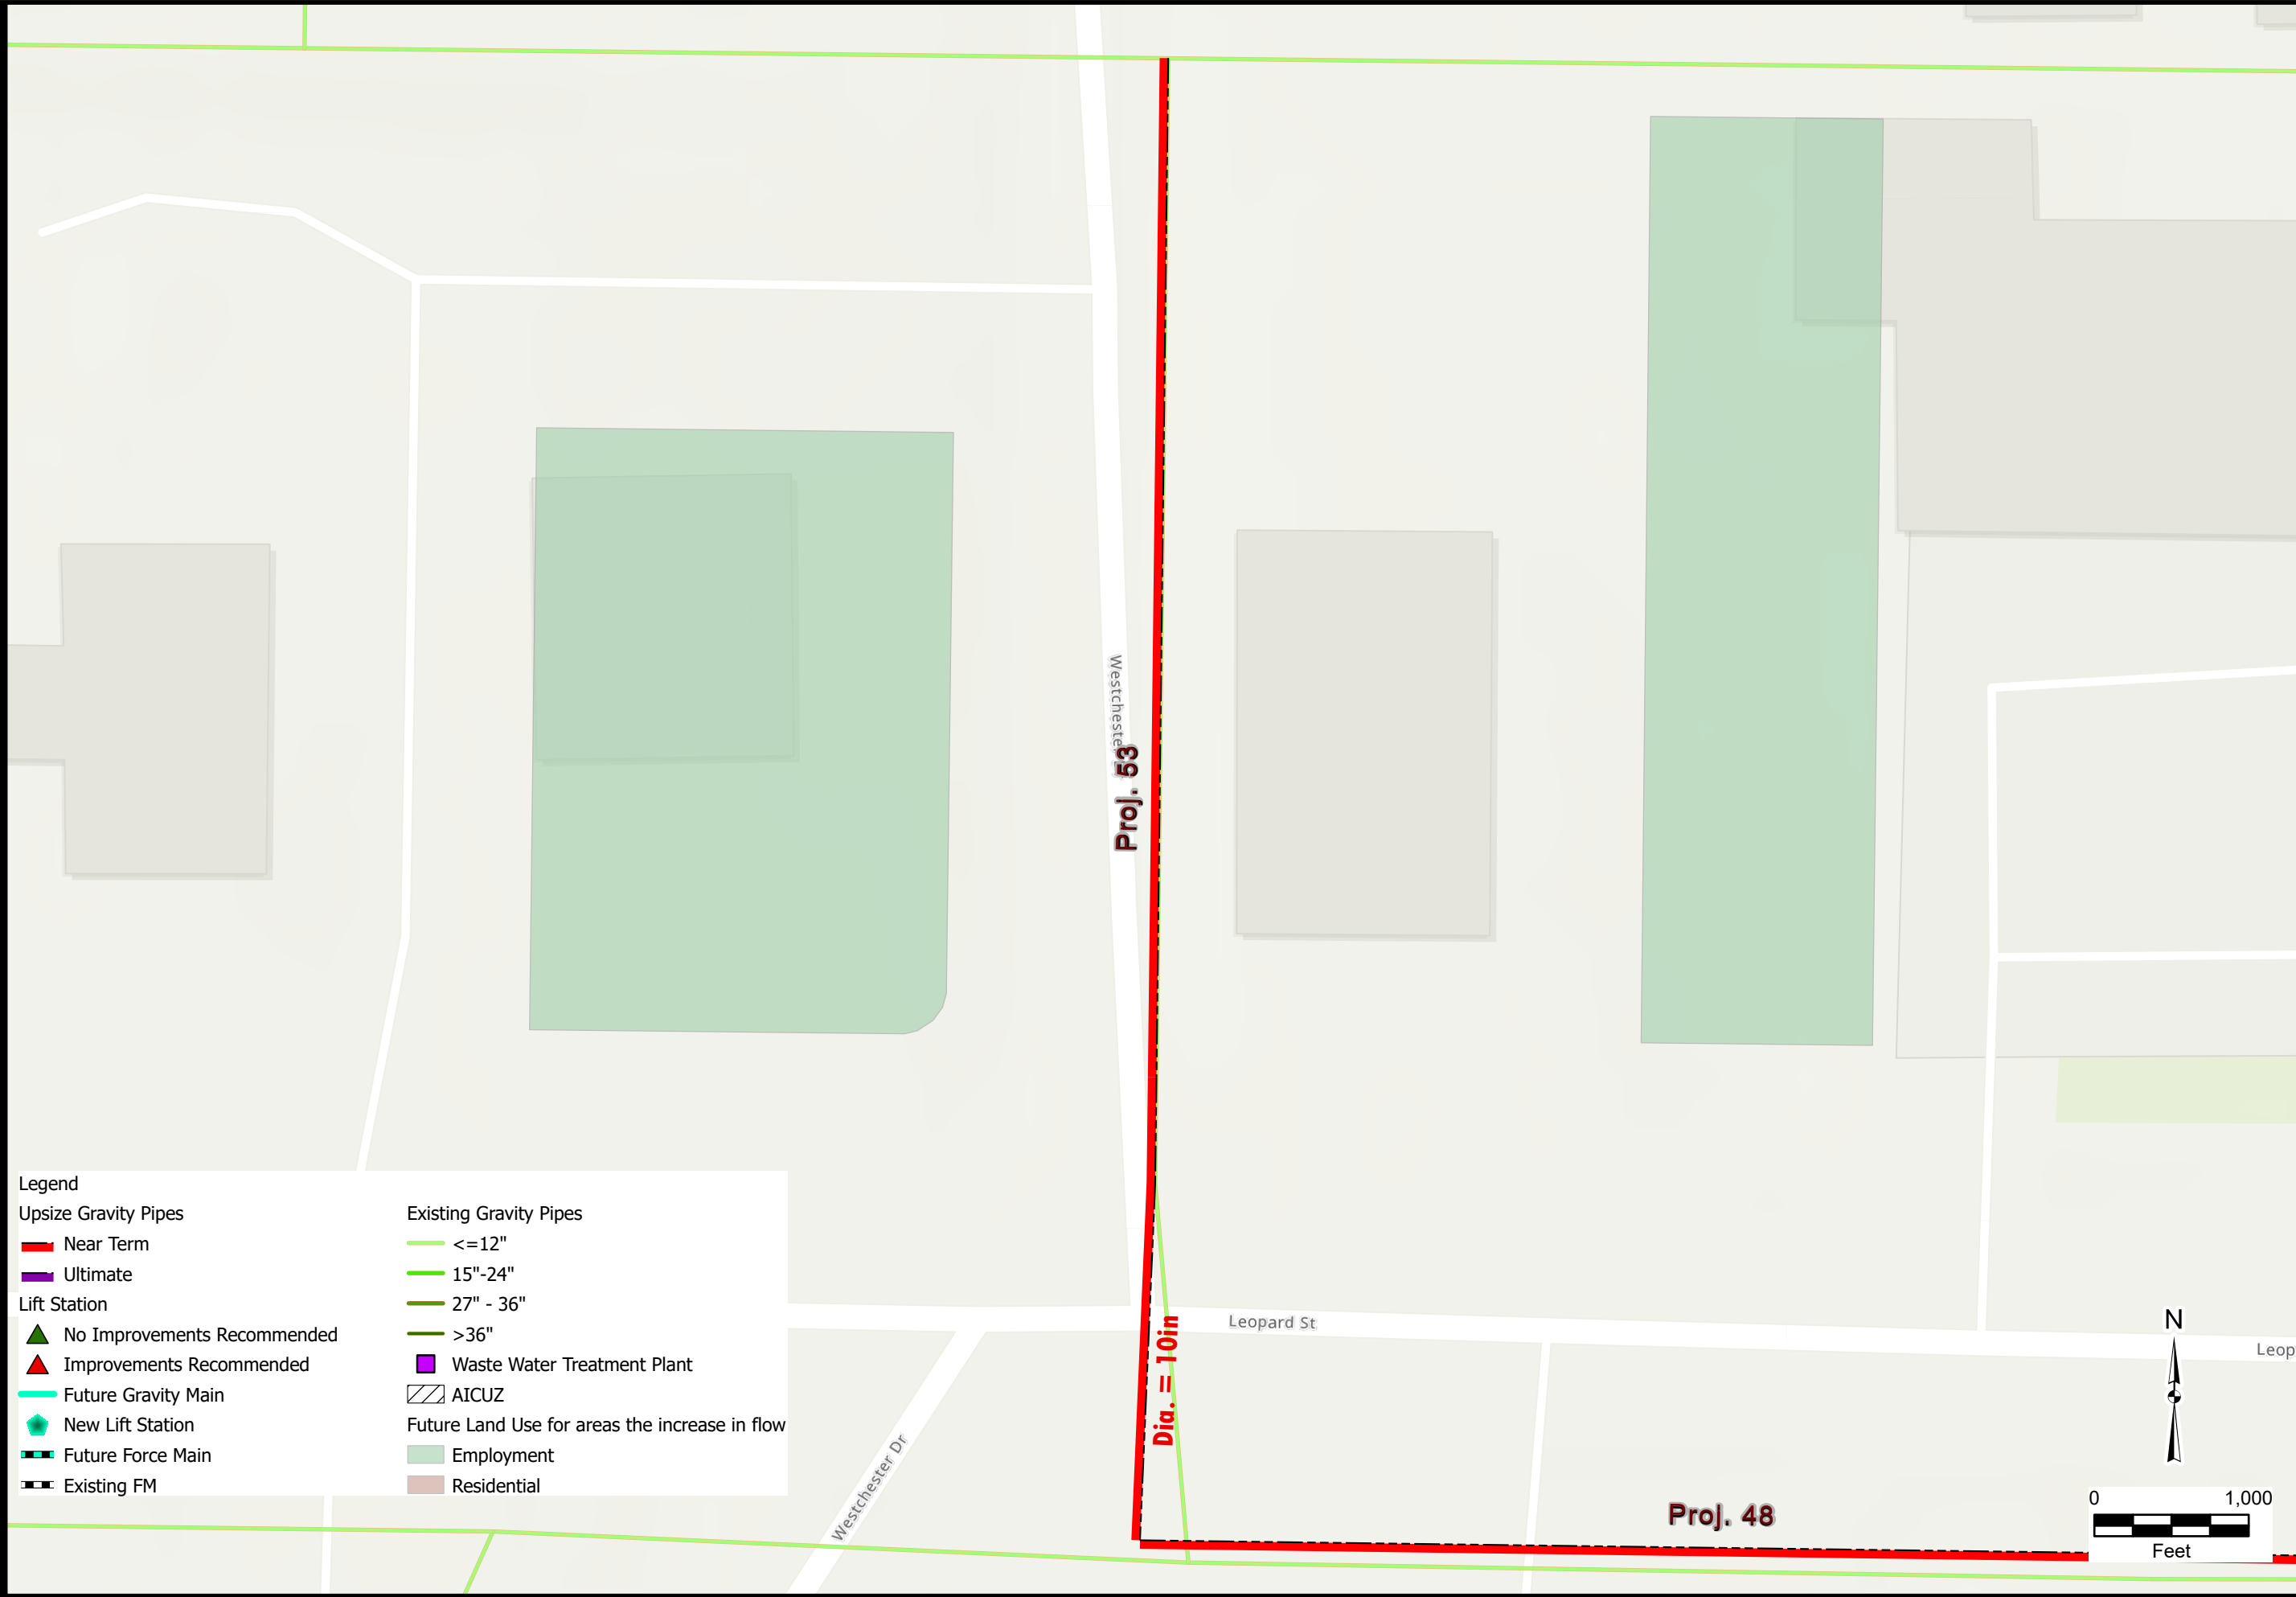 Westchester Dr
Proj. 53
Legend
Upsize Gravity Pipes
Near Term
Ultimate
Lift Station
No Improvements Recommended
Improvements Recommended
Future Gravity Main
New Lift Station
Future Force Main
Existing FM
Existing Gravity Pipes
<=12"
15"-24"
27" - 36"
>36"
Waste Water Treatment Plant
AICUZ
Future Land Use for areas the increase in flow
Employment
Residential
Leopard St
Dia. = 10in
Westchester Dr
Proj. 48
Leop
N
0 1,000
Feet